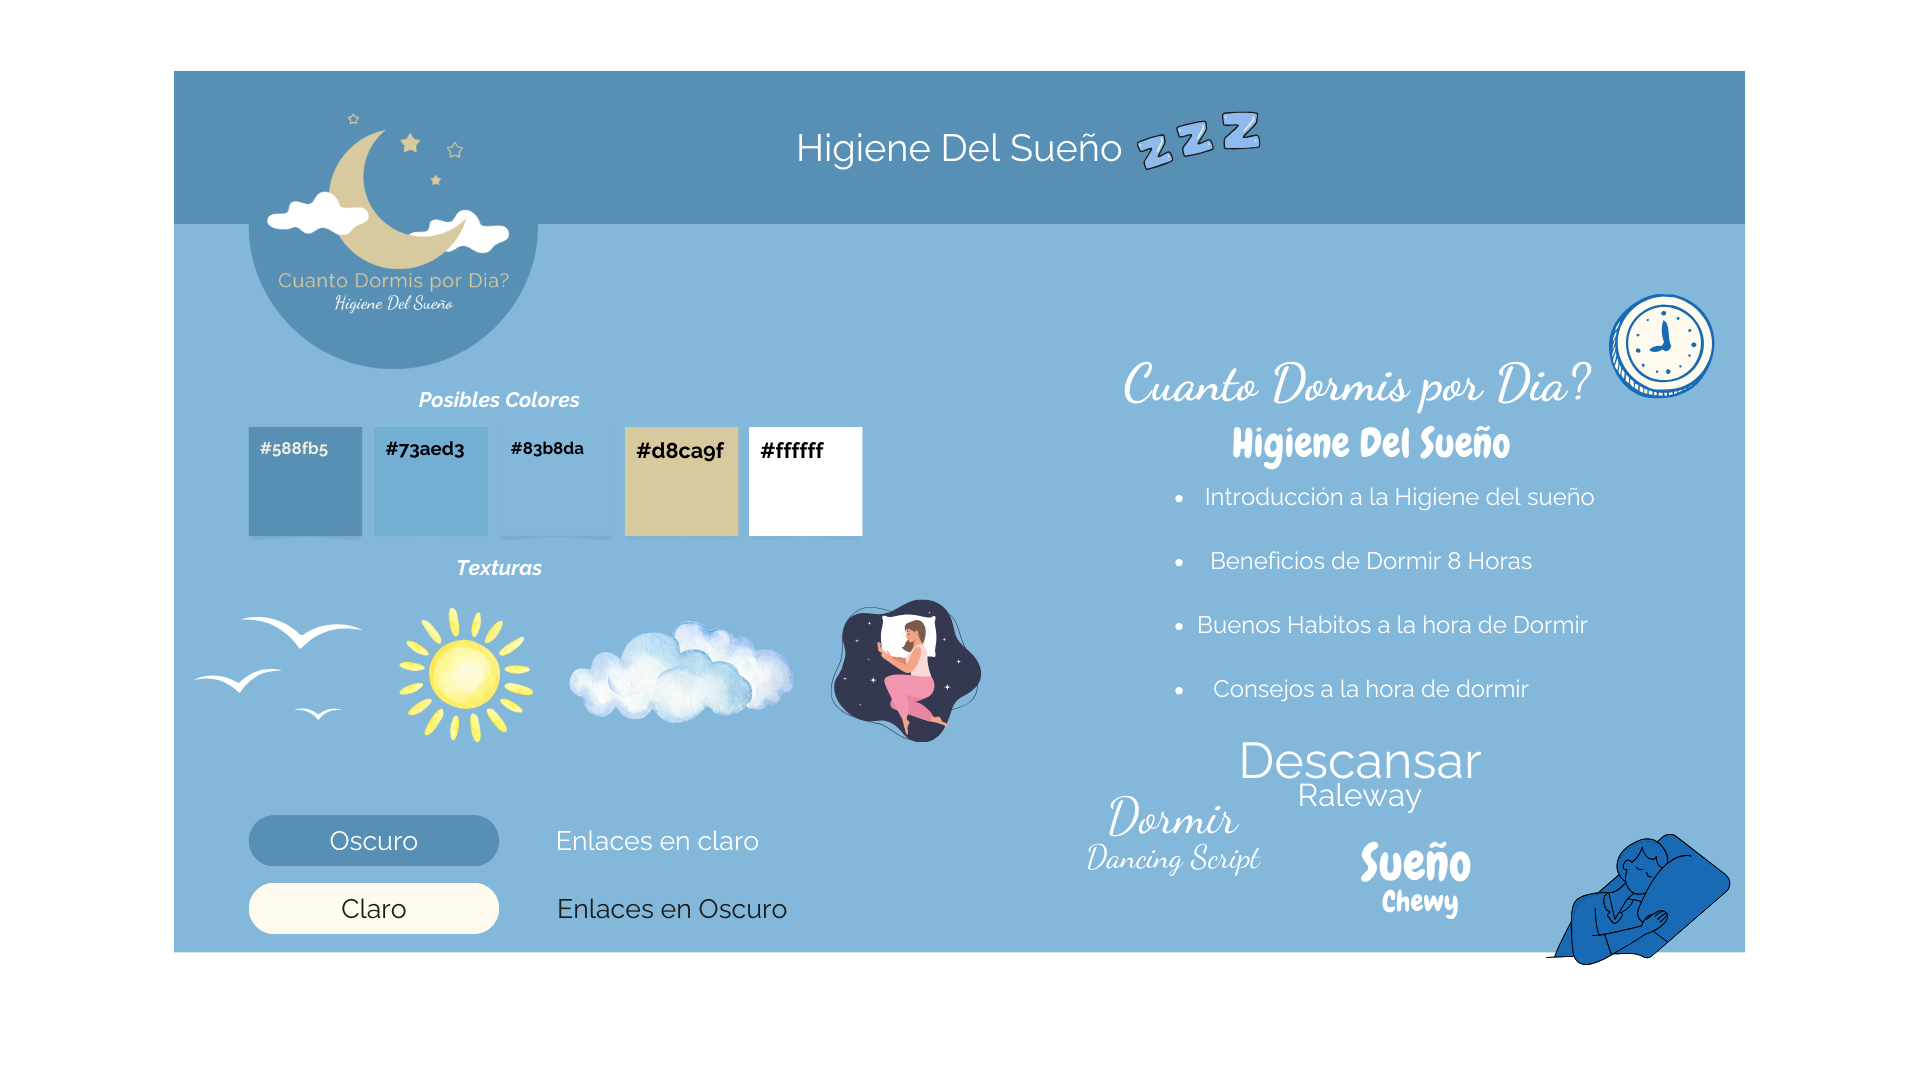 Higiene Del Sueño
z z z
Cuanto Dormis por Dia?
Higiene Del Sueño
Posibles Colores
#588fb5
#73aed3
#83b8da
#d8ca9f
#ffffff
Texturas
Oscuro
Enlaces en claro
Claro
Enlaces en Oscuro
Cuanto Dormis por Dia?
Higiene Del Sueño
• Introducción a la Higiene del sueño
• Beneficios de Dormir 8 Horas
• Buenos Habitos a la hora de Dormir
• Consejos a la hora de dormir
Descansar
Raleway
Dormir
Dancing Script
Sueño
Chewy